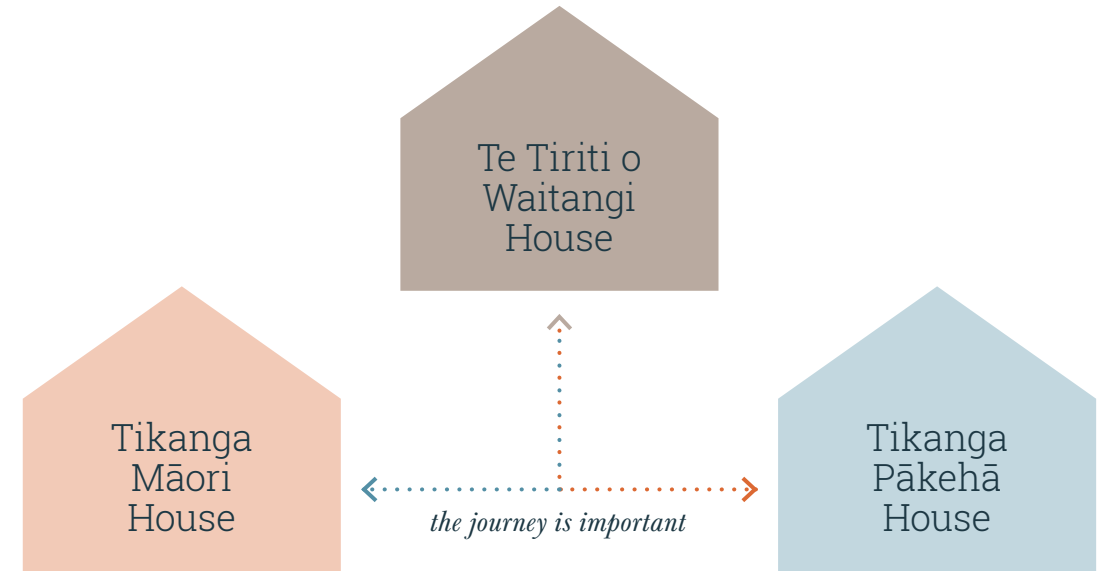 Te Tiriti o
Waitangi
House
Tikanga
Māori
House
the journey is important
Tikanga
Pākehā
House